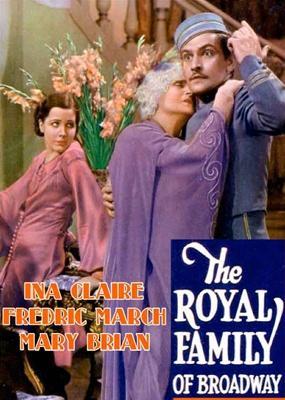 INA CLAIRE
FREDRIC MARCH
MARY BRIAN
The
ROYAL
FAMILY
OF BROADWAY